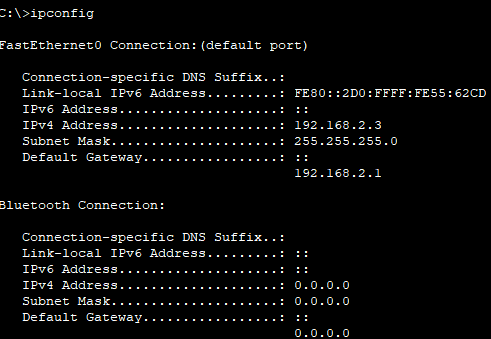 C:\>ipconfig
FastEthernet0 Connection:(default port)
Connection-specific DNS Suffix..:
Link-local IPv6 Address.........: FE80::2D0:FFFF:FE55:62CD
IPv6 Address....................: ::
IPv4 Address....................: 192.168.2.3
Subnet Mask.....................: 255.255.255.0
Default Gateway.................: ::
192.168.2.1
Bluetooth Connection:
Connection-specific DNS Suffix..:
Link-local IPv6 Address.........: ::
IPv6 Address....................: ::
IPv4 Address....................: 0.0.0.0
Subnet Mask.....................: 0.0.0.0
Default Gateway.................: ::
0.0.0.0